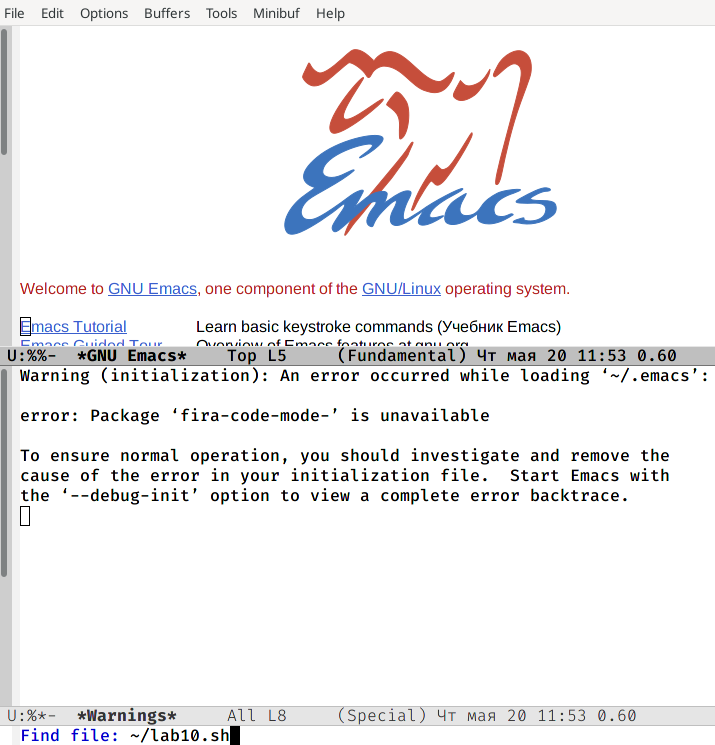 File Edit Options Buffers Tools Minibuf Help
Emacs
Welcome to GNU Emacs, one component of the GNU/Linux operating system.
Emacs Tutorial Learn basic keystroke commands (Учебник Emacs)
Emacs Guided Tour Overview of Emacs features at gnu.org
U:%%- *GNU Emacs* Top L5 (Fundamental) Чт мая 20 11:53 0.60
Warning (initialization): An error occurred while loading ‘~/.emacs’:
error: Package ‘fira-code-mode-’ is unavailable
To ensure normal operation, you should investigate and remove the
cause of the error in your initialization file. Start Emacs with
the ‘--debug-init’ option to view a complete error backtrace.
U:%*- *Warnings* All L8 (Special) Чт мая 20 11:53 0.60
Find file: ~/lab10.sh